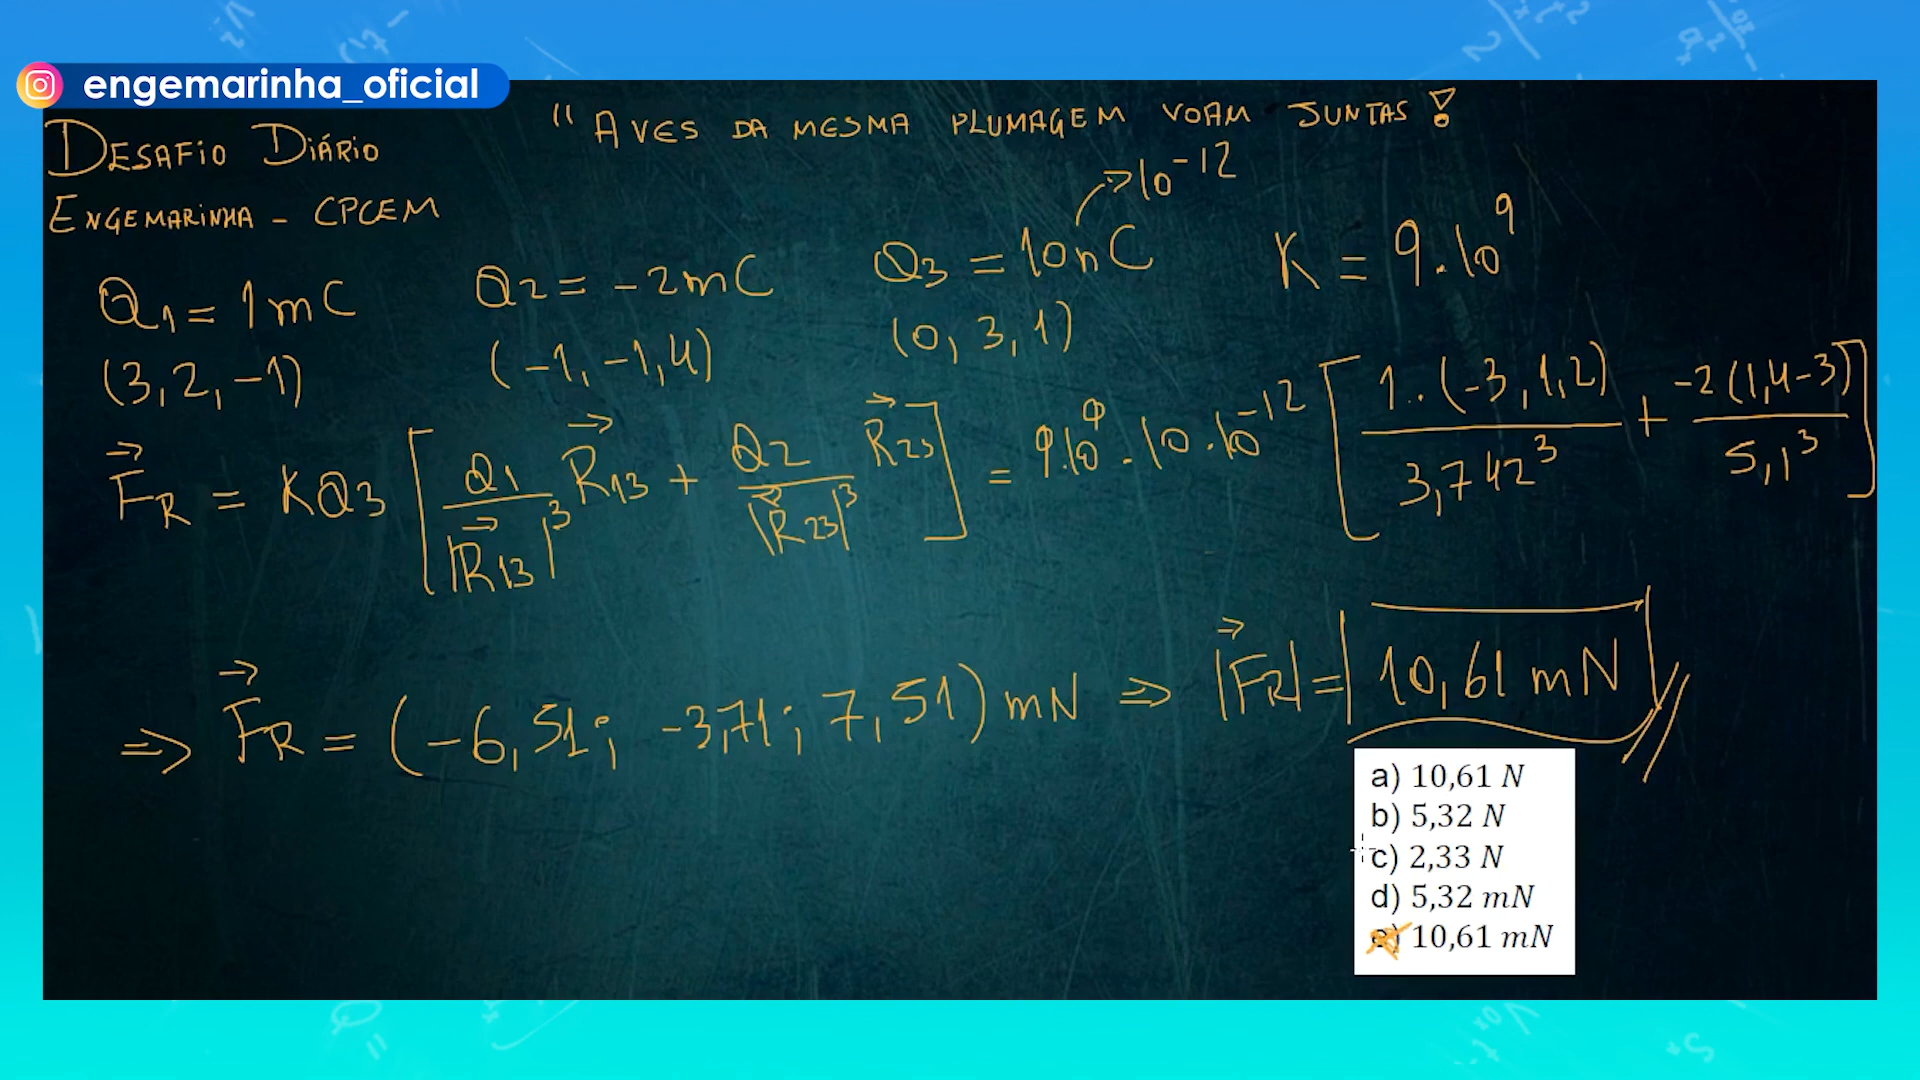 engemarinha_oficial
"AVES DA MESMA PLUMAGEM VOAM JUNTAS!
DESAFIO DIÁRIO
→10⁻¹²
ENGEMARINHA - CPCEM
Q₁ = 1mC Q₂ = -2mC Q₃ = 10nC K = 9.10⁹
(3,2,-1) (-1,-1,4) (0,3,1)
F⃗R = KQ₃ [Q₁/|R⃗₁₃|³ R⃗₁₃ + Q₂/|R⃗₂₃|³ R⃗₂₃] = 9.10⁹.10.10⁻¹² [1.(-3,1,2)/3,742³ + -2(1,4-3)/5,1³]
⇒ F⃗R = (-6,51; -3,71; 7,51) mN ⇒ |F⃗R| = 10,61 mN
a) 10,61 N
b) 5,32 N
c) 2,33 N
d) 5,32 mN
e) 10,61 mN